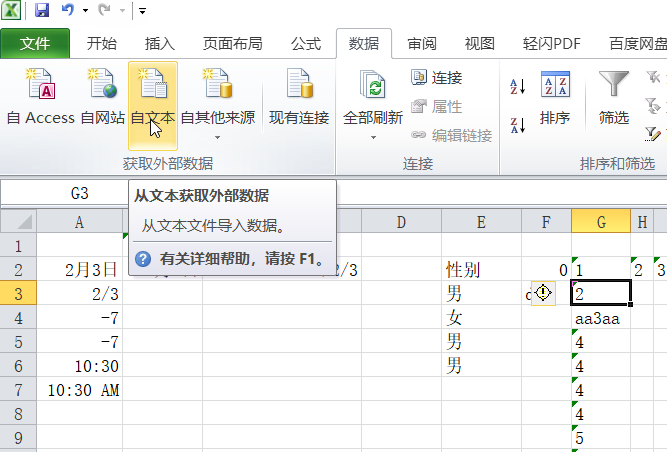 文件 开始 插入 页面布局 公式 数据 审阅 视图 轻闪PDF 百度网盘
自 Access 自网站 自文本 自其他来源 现有连接 全部刷新 连接 属性 编辑链接 排序 筛选
获取外部数据 连接 排序和筛选
G3
从文本获取外部数据
从文本文件导入数据。
有关详细帮助，请按 F1。
A D E F G H
1
2 2月3日 2/3 性别 0 1 2 3
3 2/3 男 2
4 -7 女 aa3aa
5 -7 男 4
6 10:30 男 4
7 10:30 AM 4
8 4
9 5